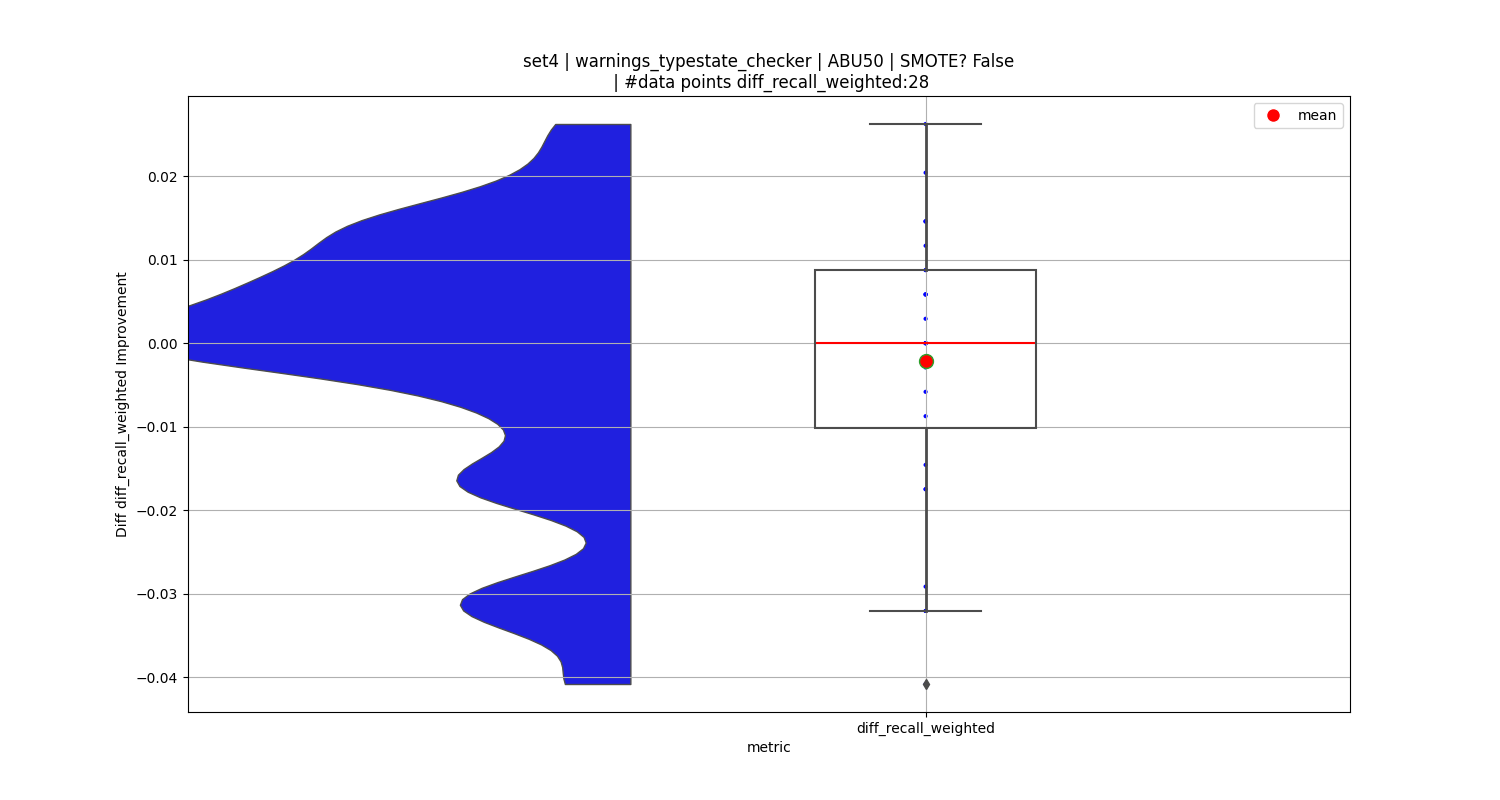 set4 | warnings_typestate_checker | ABU50 | SMOTE? False
| #data points diff_recall_weighted:28
mean
0.02
0.01
0.00
−0.01
−0.02
−0.03
−0.04
Diff diff_recall_weighted Improvement
diff_recall_weighted
metric